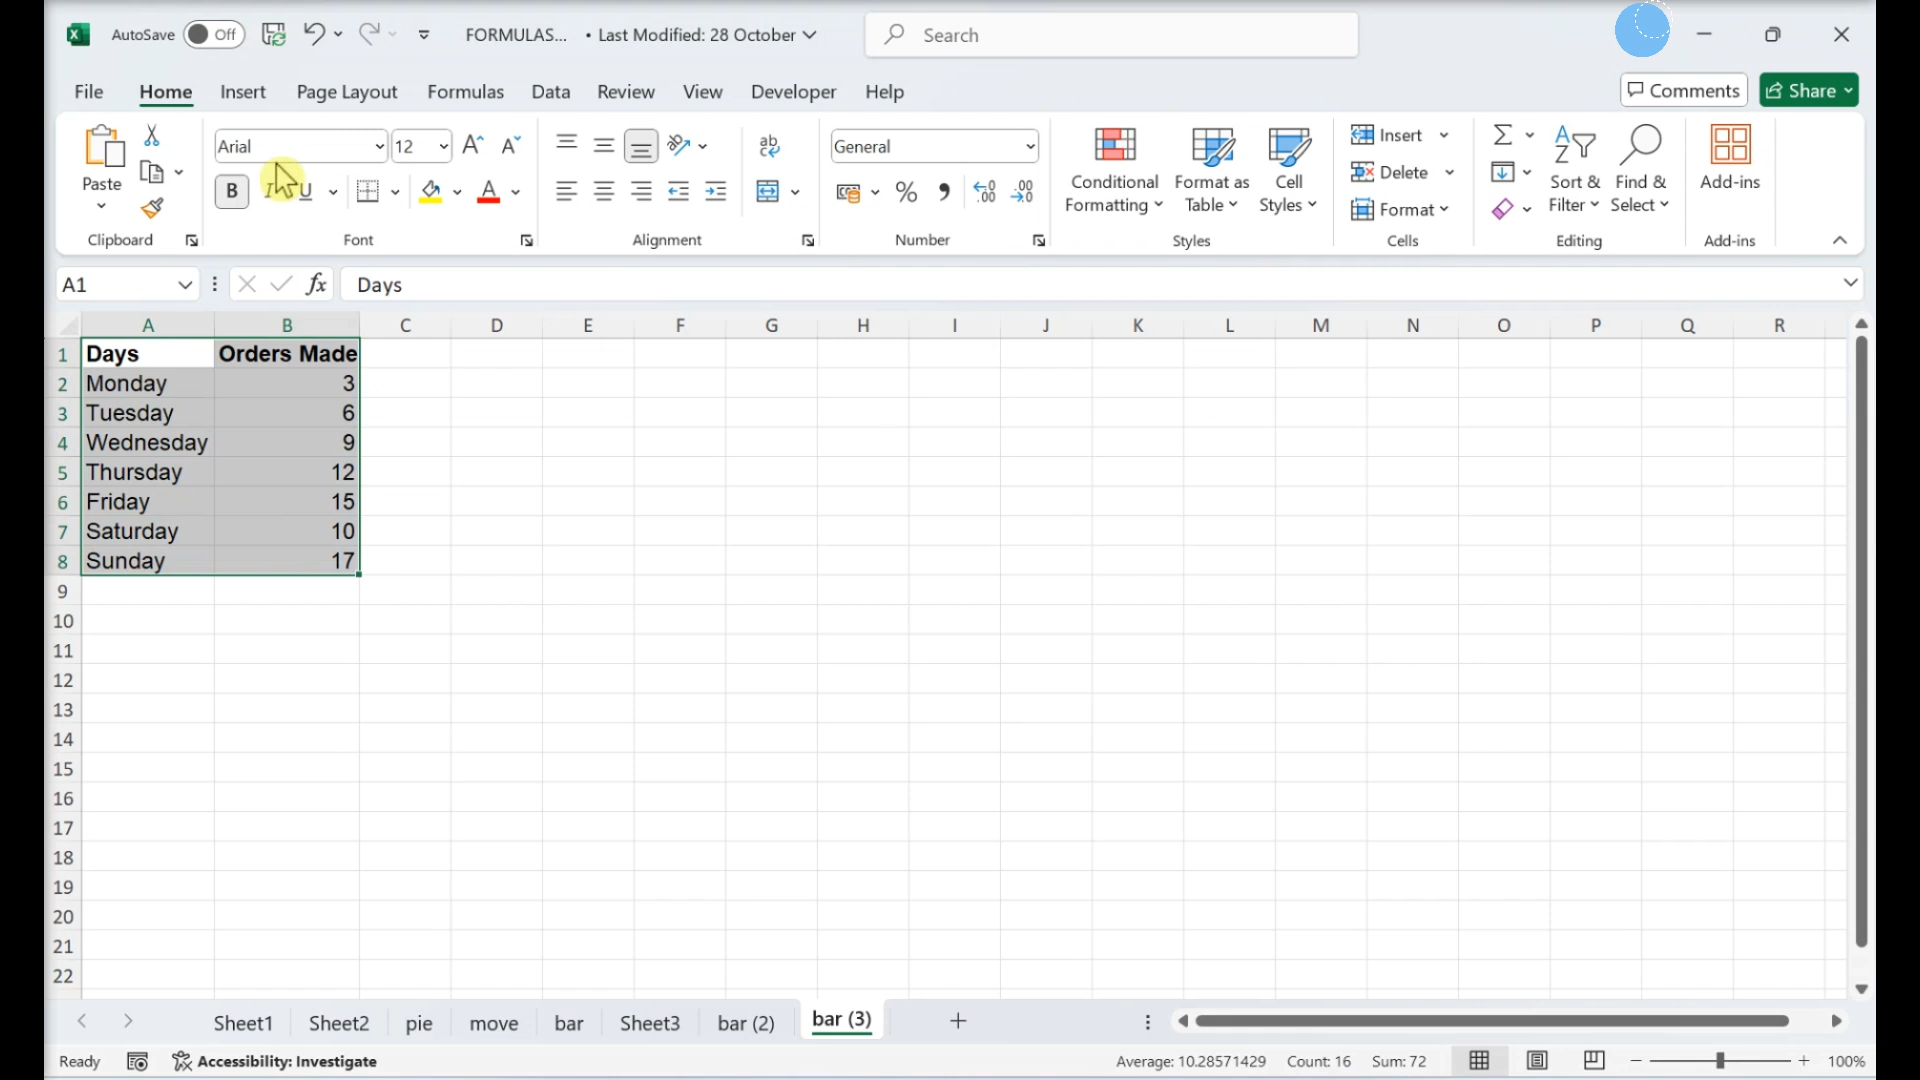 AutoSave Off FORMULAS... • Last Modified: 28 October Search
File Home Insert Page Layout Formulas Data Review View Developer Help Comments Share
Paste
Clipboard
Arial 12
B I U
Font
Alignment
General
% ,
Number
Conditional Formatting
Format as Table
Cell Styles
Styles
Insert
Delete
Format
Cells
Sort & Filter
Find & Select
Editing
Add-ins
Add-ins
A1 fx Days
A B C D E F G H I J K L M N O P Q R
1 Days Orders Made
2 Monday 3
3 Tuesday 6
4 Wednesday 9
5 Thursday 12
6 Friday 15
7 Saturday 10
8 Sunday 17
9
10
11
12
13
14
15
16
17
18
19
20
21
22
Sheet1 Sheet2 pie move bar Sheet3 bar (2) bar (3)
Ready Accessibility: Investigate Average: 10.28571429 Count: 16 Sum: 72 100%